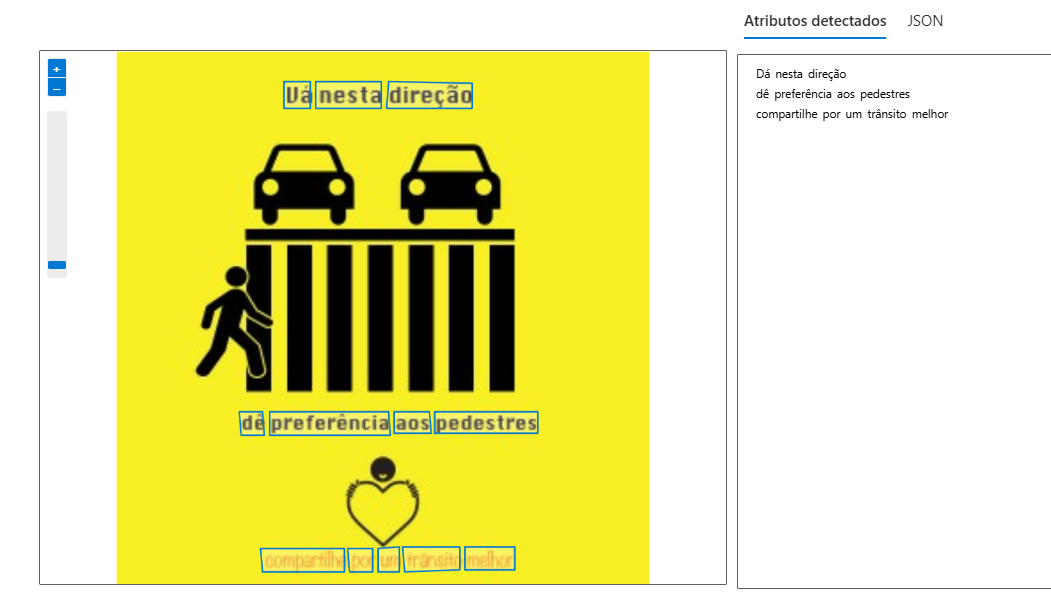 Atributos detectados JSON
Vá nesta direção
dê preferência aos pedestres
compartilhe por um trânsito melhor
Dá nesta direção
dê preferência aos pedestres
compartilhe por um trânsito melhor